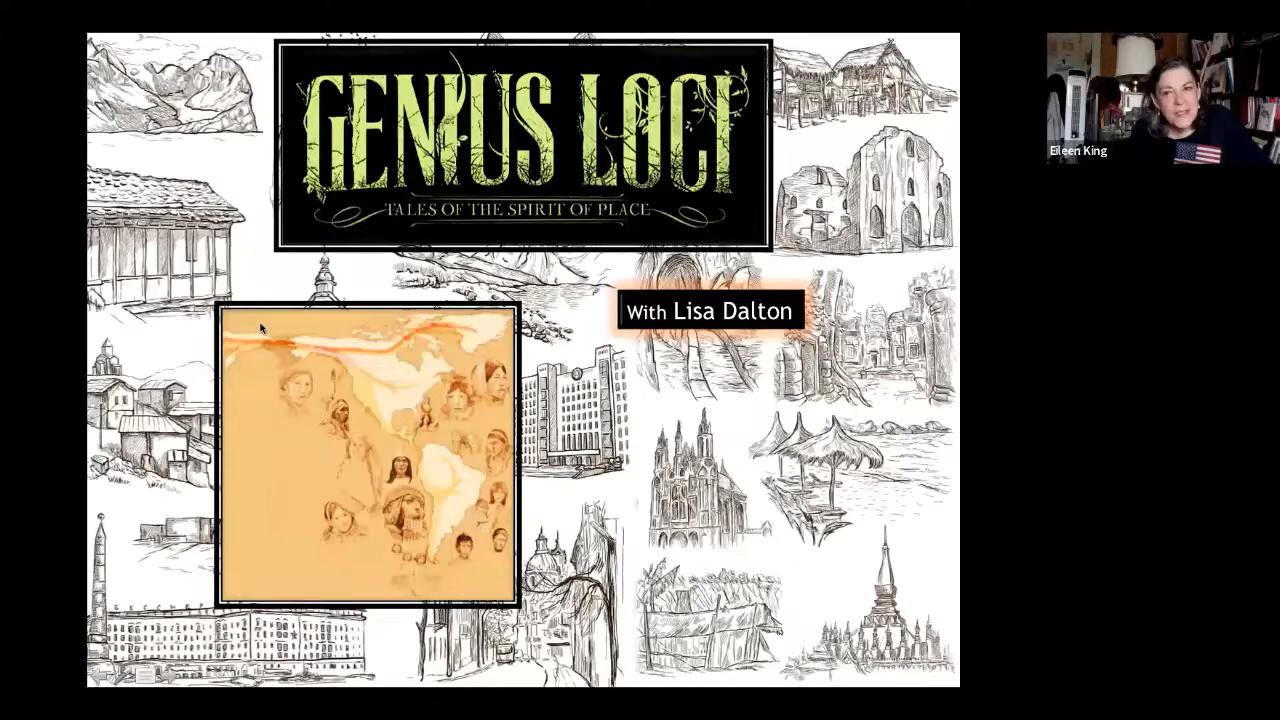 GENIUS LOCI
TALES OF THE SPIRIT OF PLACE
With Lisa Dalton
Eileen King